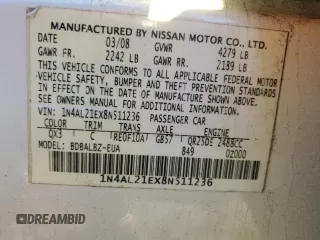 MANUFACTURED BY NISSAN MOTOR CO., LTD.
DATE 03/08 GVWR 4279 LB
GAWR FR. 2242 LB GAWR RR. 2189 LB
THIS VEHICLE CONFORMS TO ALL APPLICABLE FEDERAL MOTOR
VEHICLE SAFETY, BUMPER AND THEFT PREVENTION STANDARDS
IN EFFECT ON THE DATE OF MANUFACTURE SHOWN ABOVE.
SEE OWNERS MANUAL FOR ADDITIONAL INFORMATION.
VIN: 1N4AL21EX8N511236 PASSENGER CAR
COLOR TRIM TRANS AXLE ENGINE
QX3 C RE0F10A GB57 QR25DE 2488CC
MODEL: BDBALBZ-EUA 849 0Z000
1N4AL21EX8N511236
DREAMBID